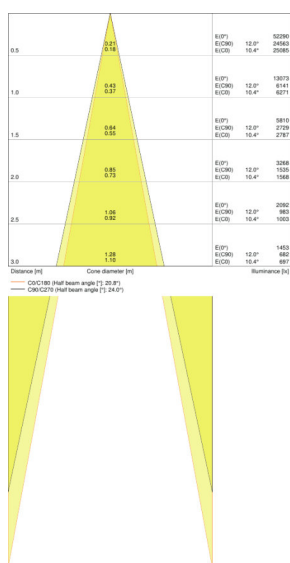 E(0°) 52290
0.21 E(C90) 12.0° 24563
0.5 0.18 E(C0) 10.4° 25085
E(0°) 13073
0.43 E(C90) 12.0° 6141
1.0 0.37 E(C0) 10.4° 6271
E(0°) 5810
0.64 E(C90) 12.0° 2729
1.5 0.55 E(C0) 10.4° 2787
E(0°) 3268
0.85 E(C90) 12.0° 1535
2.0 0.73 E(C0) 10.4° 1568
E(0°) 2092
1.06 E(C90) 12.0° 983
2.5 0.92 E(C0) 10.4° 1003
E(0°) 1453
1.28 E(C90) 12.0° 682
3.0 1.10 E(C0) 10.4° 697
Distance [m] Cone diameter [m] Illuminance [lx]
C0/C180 (Half beam angle [°]: 20.8°)
C90/C270 (Half beam angle [°]: 24.0°)